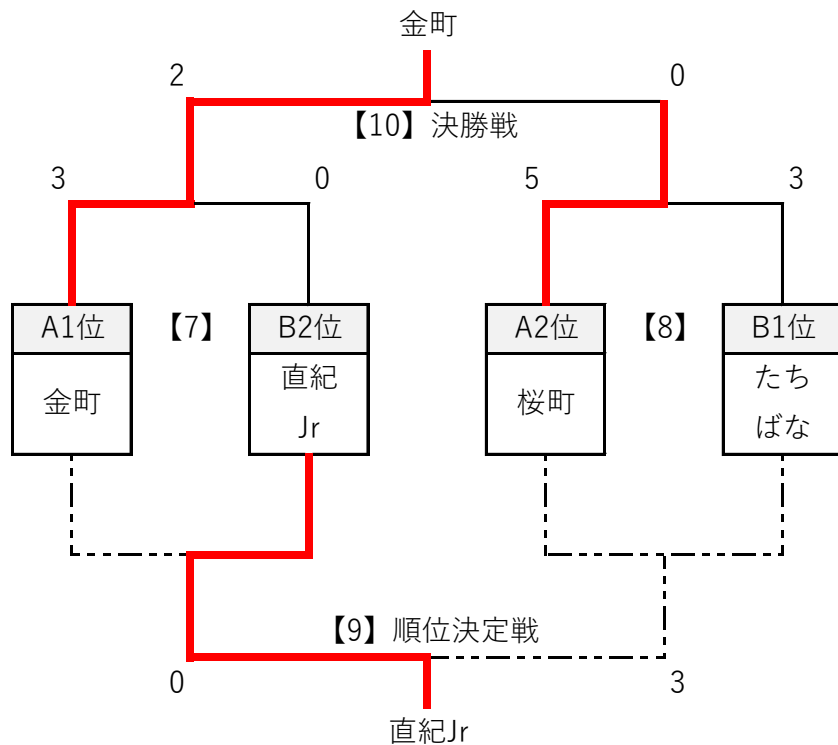 金町
2
0
【10】決勝戦
3
0
5
3
A1位
【7】
B2位
A2位
【8】
B1位
金町
直紀
Jr
桜町
たち
ばな
【9】順位決定戦
0
3
直紀Jr